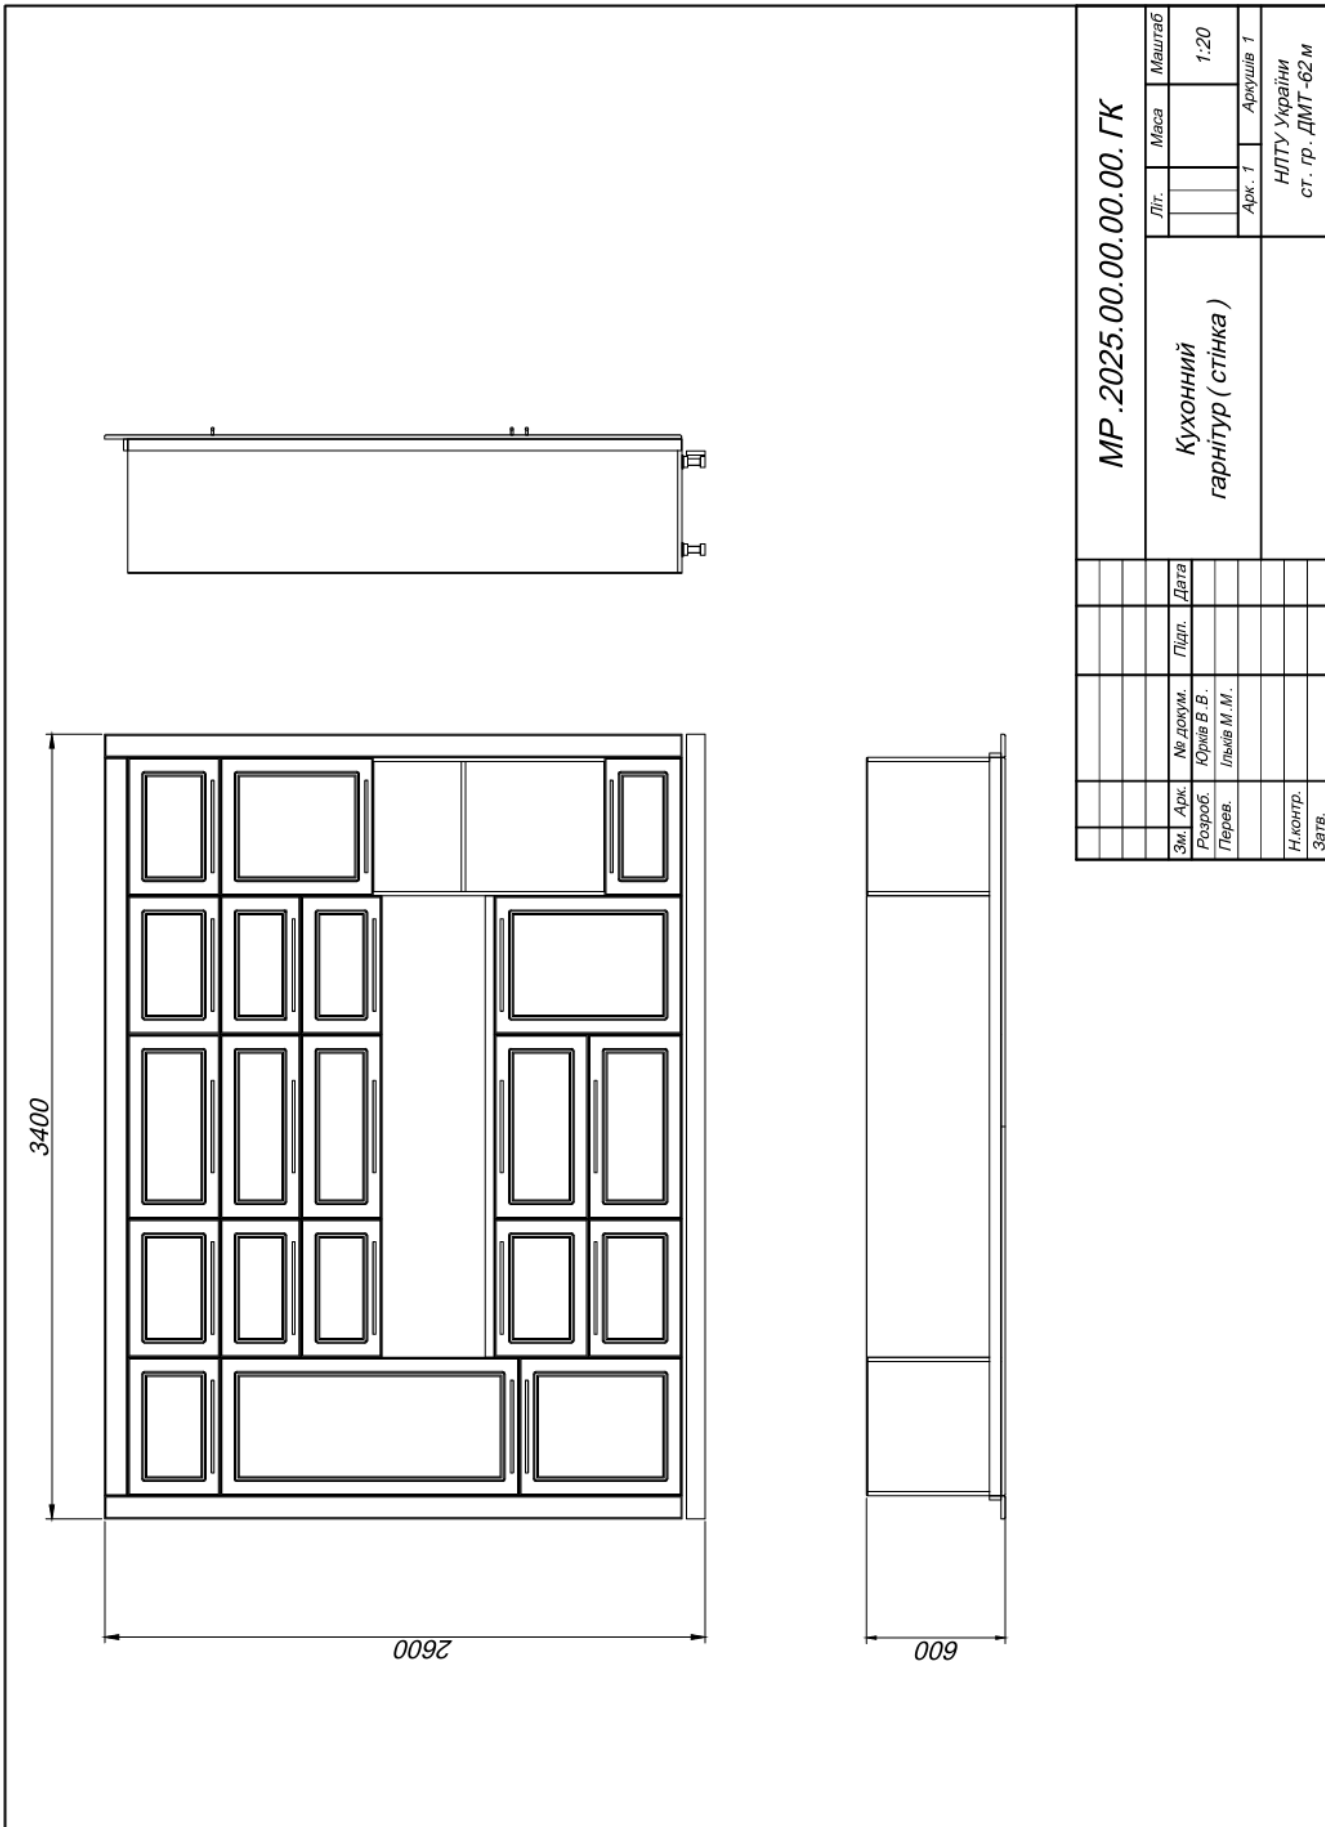 3400
2600
600
МР .2025.00.00.00.00. ГК
Кухонний
гарнітур ( стінка )
Літ. Маса Маштаб
1:20
Арк. 1 Аркушів 1
НЛТУ України
ст. гр. ДМТ -62 м
Зм. Арк. № докум. Підп. Дата
Розроб. Юрків В .В .
Перев. Ільків М .М .
Н.контр.
Затв.